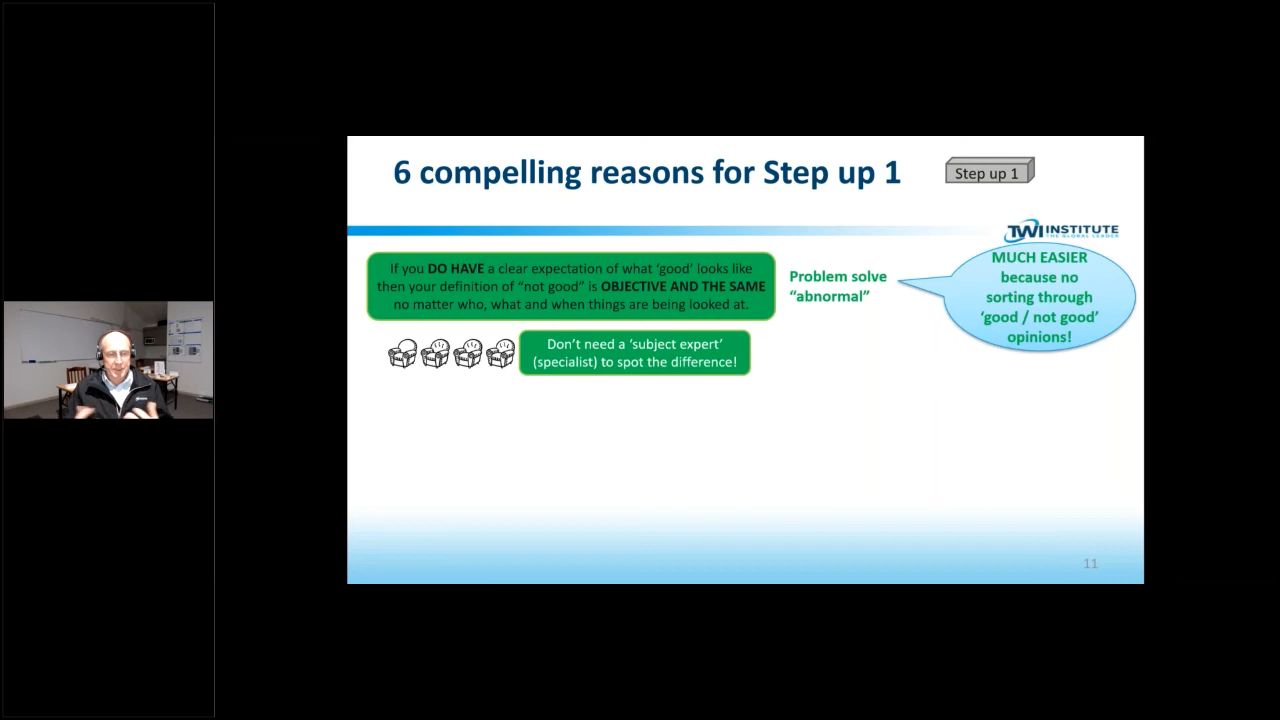 6 compelling reasons for Step up 1
Step up 1
TWI INSTITUTE
THE GLOBAL LEADER
If you DO HAVE a clear expectation of what ‘good’ looks like
then your definition of “not good” is OBJECTIVE AND THE SAME
no matter who, what and when things are being looked at.
Problem solve
“abnormal”
MUCH EASIER
because no
sorting through
‘good / not good’
opinions!
Don’t need a ‘subject expert’
(specialist) to spot the difference!
11